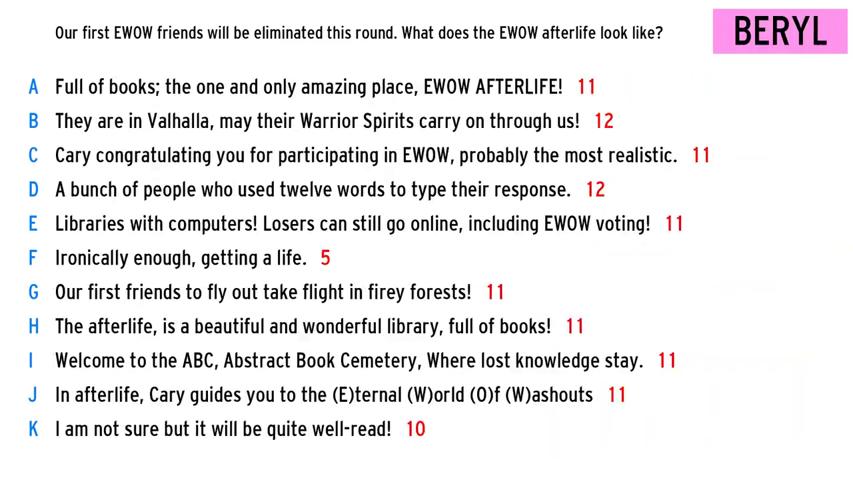 Our first EWOW friends will be eliminated this round. What does the EWOW afterlife look like?
BERYL
A Full of books; the one and only amazing place, EWOW AFTERLIFE! 11
B They are in Valhalla, may their Warrior Spirits carry on through us! 12
C Cary congratulating you for participating in EWOW, probably the most realistic. 11
D A bunch of people who used twelve words to type their response. 12
E Libraries with computers! Losers can still go online, including EWOW voting! 11
F Ironically enough, getting a life. 5
G Our first friends to fly out take flight in firey forests! 11
H The afterlife, is a beautiful and wonderful library, full of books! 11
I Welcome to the ABC, Abstract Book Cemetery, Where lost knowledge stay. 11
J In afterlife, Cary guides you to the (E)ternal (W)orld (O)f (W)ashouts 11
K I am not sure but it will be quite well-read! 10